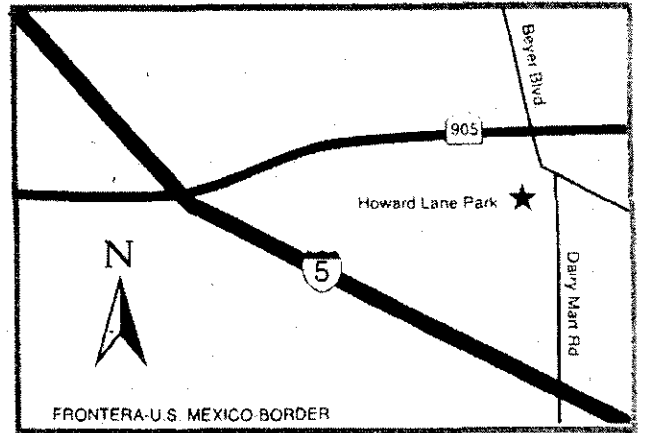 Beyer Blvd.
905
Howard Lane Park
N
5
Dairy Mart Rd
FRONTERA-U.S. MEXICO BORDER